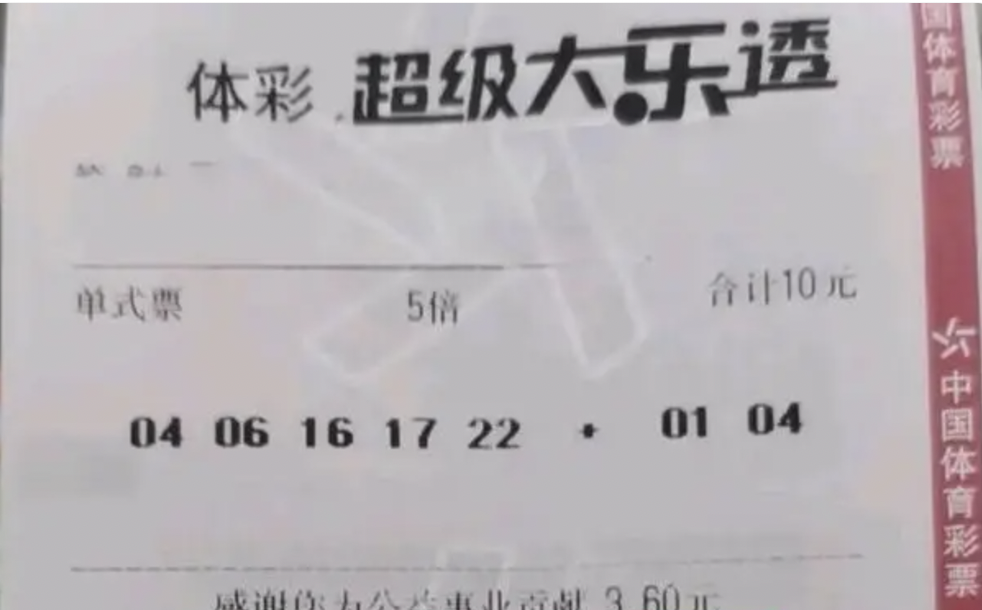 体彩 超级大乐透
单式票 5倍 合计10元
04 06 16 17 22 + 01 04
感谢您为公益事业贡献 3.60元
国体育彩票
中国体育彩票